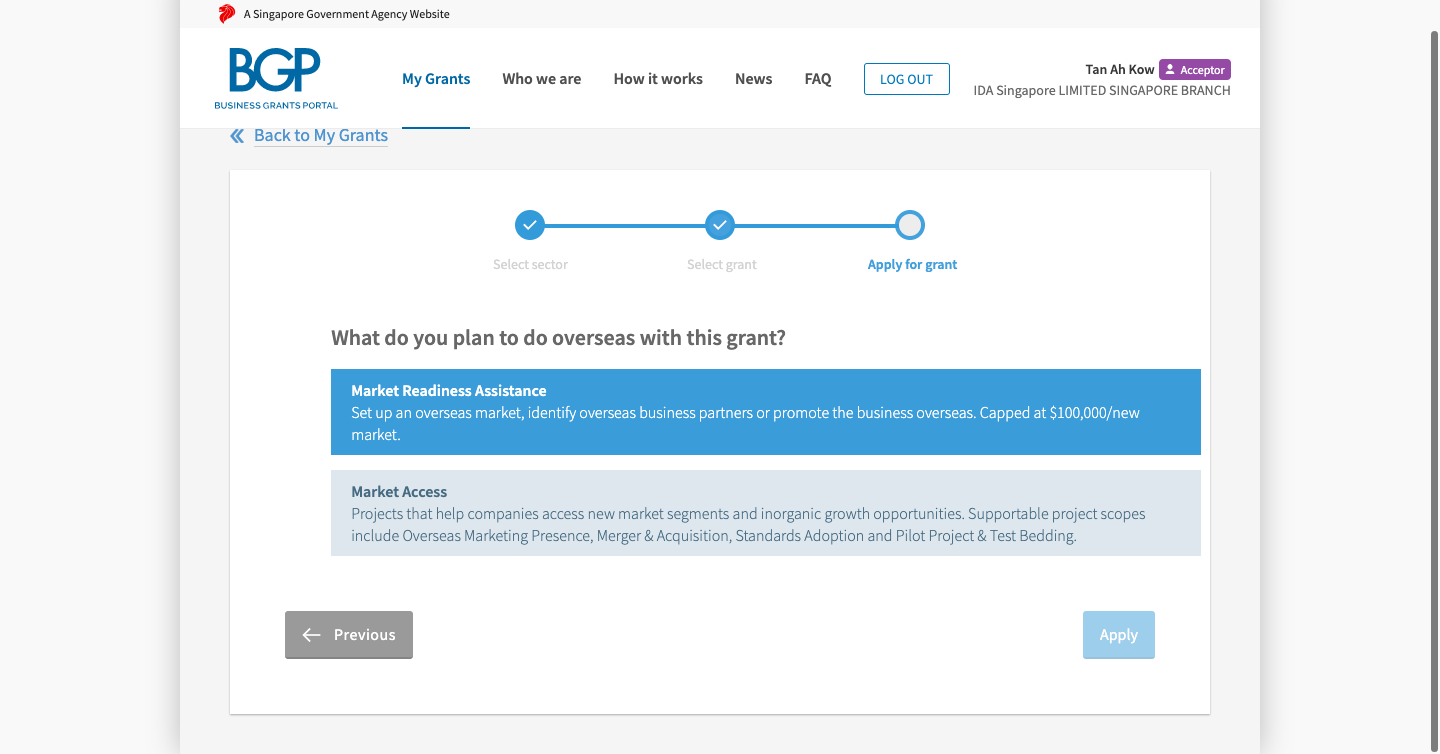 A Singapore Government Agency Website
BGP
BUSINESS GRANTS PORTAL
My Grants
Who we are
How it works
News
FAQ
LOG OUT
Tan Ah Kow
Acceptor
IDA Singapore LIMITED SINGAPORE BRANCH
Back to My Grants
Select sector
Select grant
Apply for grant
What do you plan to do overseas with this grant?
Market Readiness Assistance
Set up an overseas market, identify overseas business partners or promote the business overseas. Capped at $100,000/new
market.
Market Access
Projects that help companies access new market segments and inorganic growth opportunities. Supportable project scopes
include Overseas Marketing Presence, Merger & Acquisition, Standards Adoption and Pilot Project & Test Bedding.
Previous
Apply